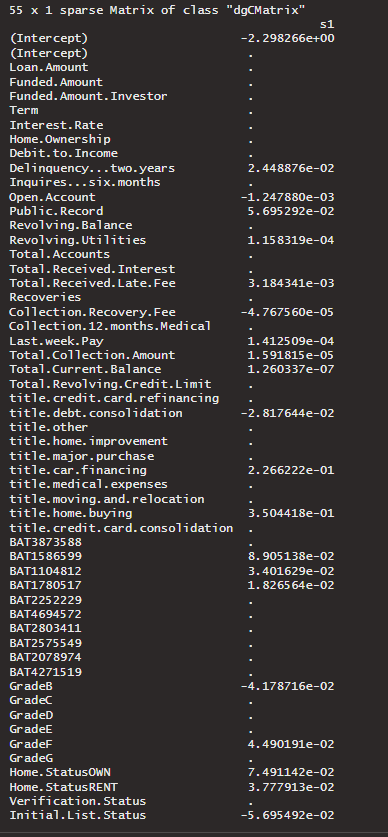 55 x 1 sparse Matrix of class "dgCMatrix"
s1
(Intercept) -2.298266e+00
(Intercept) .
Loan.Amount .
Funded.Amount .
Funded.Amount.Investor .
Term .
Interest.Rate .
Home.Ownership .
Debit.to.Income .
Delinquency...two.years 2.448876e-02
Inquires...six.months .
Open.Account -1.247880e-03
Public.Record 5.695292e-02
Revolving.Balance .
Revolving.Utilities 1.158319e-04
Total.Accounts .
Total.Received.Interest .
Total.Received.Late.Fee 3.184341e-03
Recoveries .
Collection.Recovery.Fee -4.767560e-05
Collection.12.months.Medical .
Last.week.Pay 1.412509e-04
Total.Collection.Amount 1.591815e-05
Total.Current.Balance 1.260337e-07
Total.Revolving.Credit.Limit .
title.credit.card.refinancing .
title.debt.consolidation -2.817644e-02
title.other .
title.home.improvement .
title.major.purchase .
title.car.financing 2.266222e-01
title.medical.expenses .
title.moving.and.relocation .
title.home.buying 3.504418e-01
title.credit.card.consolidation .
BAT3873588 .
BAT1586599 8.905138e-02
BAT1104812 3.401629e-02
BAT1780517 1.826564e-02
BAT2252229 .
BAT4694572 .
BAT2803411 .
BAT2575549 .
BAT2078974 .
BAT4271519 .
GradeB -4.178716e-02
GradeC .
GradeD .
GradeE .
GradeF 4.490191e-02
GradeG .
Home.StatusOWN 7.491142e-02
Home.StatusRENT 3.777913e-02
Verification.Status .
Initial.List.Status -5.695492e-02